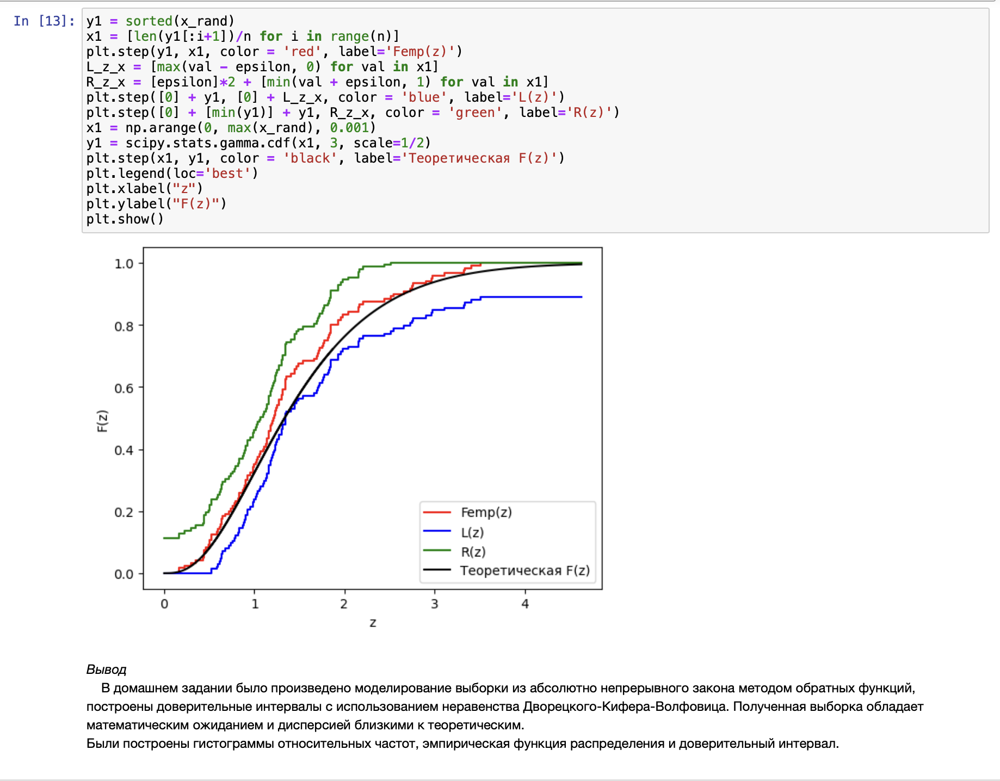 In [13]:
y1 = sorted(x_rand)
x1 = [len(y1[:i+1])/n for i in range(n)]
plt.step(y1, x1, color = 'red', label='Femp(z)')
L_z_x = [max(val - epsilon, 0) for val in x1]
R_z_x = [epsilon]*2 + [min(val + epsilon, 1) for val in x1]
plt.step([0] + y1, [0] + L_z_x, color = 'blue', label='L(z)')
plt.step([0] + [min(y1)] + y1, R_z_x, color = 'green', label='R(z)')
x1 = np.arange(0, max(x_rand), 0.001)
y1 = scipy.stats.gamma.cdf(x1, 3, scale=1/2)
plt.step(x1, y1, color = 'black', label='Теоретическая F(z)')
plt.legend(loc='best')
plt.xlabel("z")
plt.ylabel("F(z)")
plt.show()
1.0
0.8
0.6
0.4
0.2
0.0
F(z)
Femp(z)
L(z)
R(z)
Теоретическая F(z)
0 1 2 3 4
z
Вывод
В домашнем задании было произведено моделирование выборки из абсолютно непрерывного закона методом обратных функций,
построены доверительные интервалы с использованием неравенства Дворецкого-Кифера-Волфовица. Полученная выборка обладает
математическим ожиданием и дисперсией близкими к теоретическим.
Были построены гистограммы относительных частот, эмпирическая функция распределения и доверительный интервал.